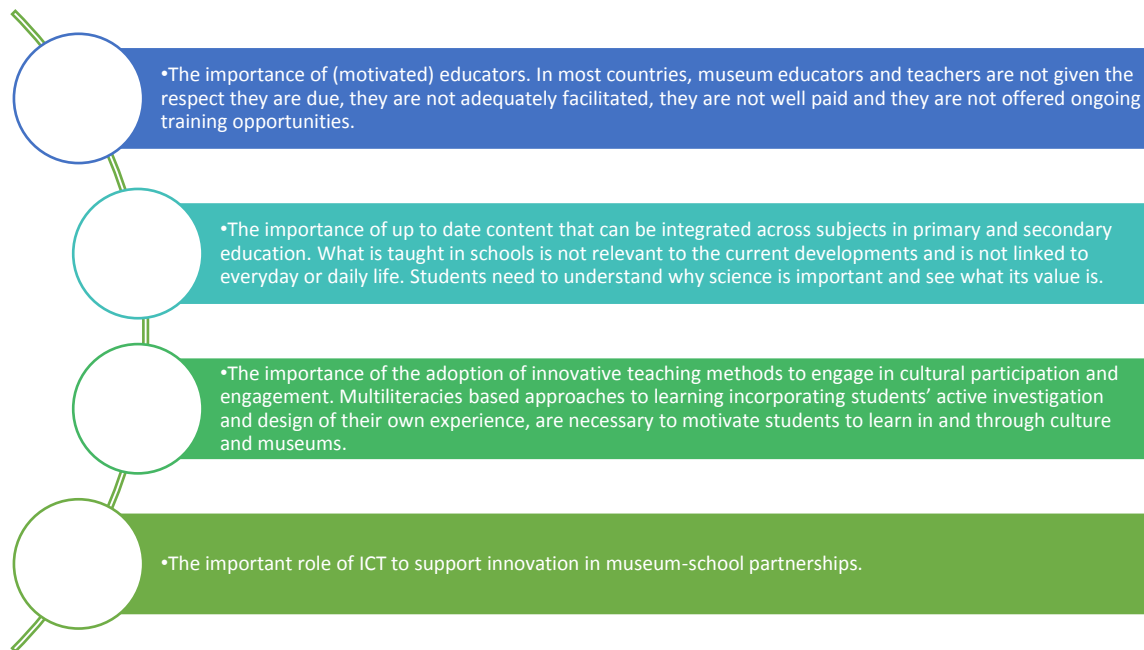 •The importance of (motivated) educators. In most countries, museum educators and teachers are not given the
respect they are due, they are not adequately facilitated, they are not well paid and they are not offered ongoing
training opportunities.
•The importance of up to date content that can be integrated across subjects in primary and secondary
education. What is taught in schools is not relevant to the current developments and is not linked to
everyday or daily life. Students need to understand why science is important and see what its value is.
•The importance of the adoption of innovative teaching methods to engage in cultural participation and
engagement. Multiliteracies based approaches to learning incorporating students’ active investigation
and design of their own experience, are necessary to motivate students to learn in and through culture
and museums.
•The important role of ICT to support innovation in museum-school partnerships.